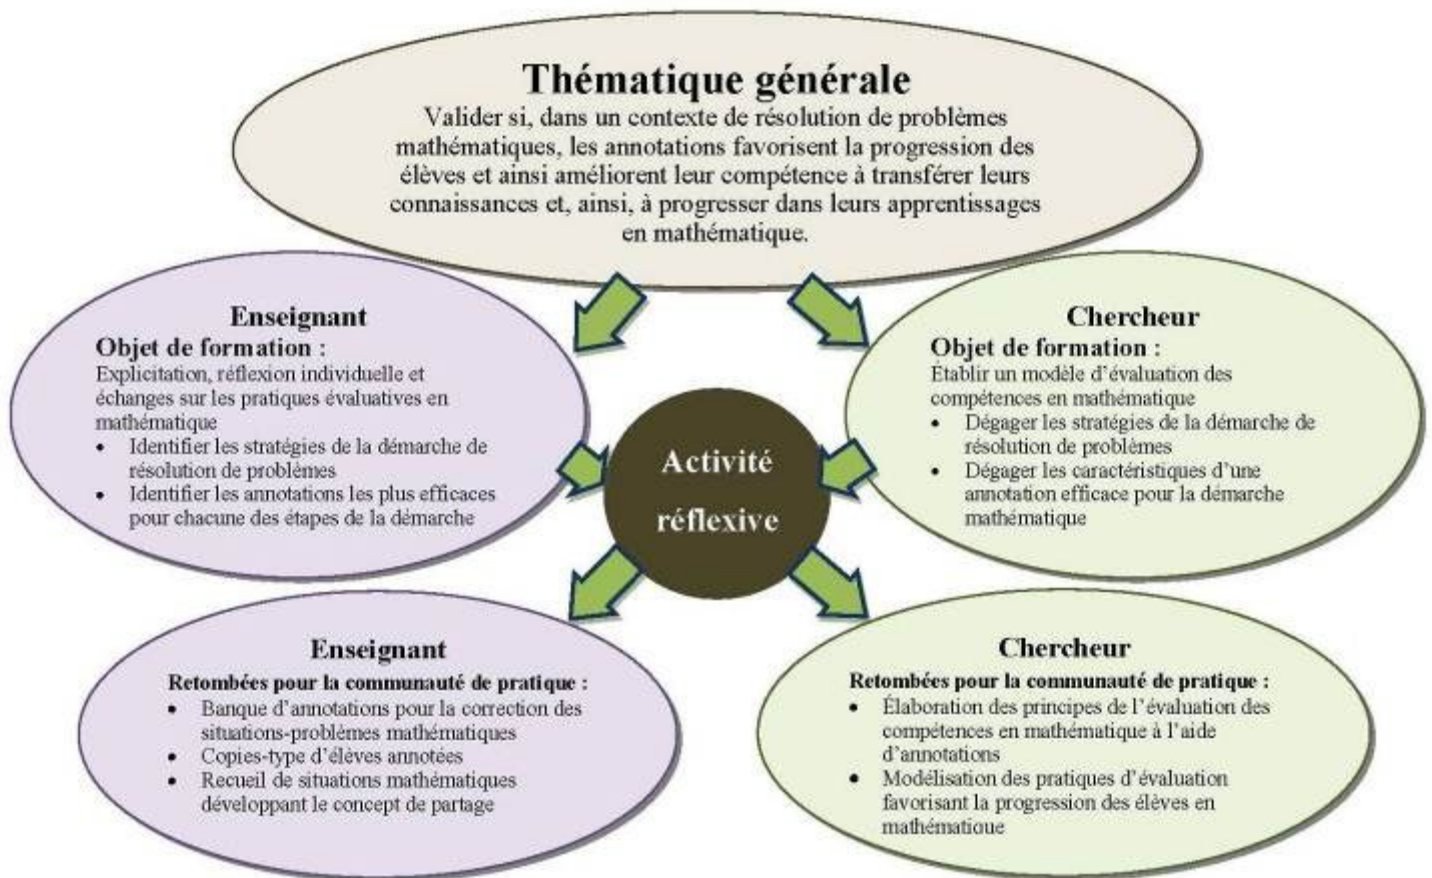 Thématique générale
Valider si, dans un contexte de résolution de problèmes
mathématiques, les annotations favorisent la progression des
élèves et ainsi améliorent leur compétence à transférer leurs
connaissances et, ainsi, à progresser dans leurs apprentissages
en mathématique.
Enseignant
Objet de formation :
Explicitation, réflexion individuelle et
échanges sur les pratiques évaluatives en
mathématique
• Identifier les stratégies de la démarche de
résolution de problèmes
• Identifier les annotations les plus efficaces
pour chacune des étapes de la démarche
Chercheur
Objet de formation :
Établir un modèle d'évaluation des
compétences en mathématique
• Dégager les stratégies de la démarche de
résolution de problèmes
• Dégager les caractéristiques d'une
annotation efficace pour la démarche
mathématique
Activité
réflexive
Enseignant
Retombées pour la communauté de pratique :
• Banque d'annotations pour la correction des
situations-problèmes mathématiques
• Copies-type d'élèves annotées
• Recueil de situations mathématiques
développant le concept de partage
Chercheur
Retombées pour la communauté de pratique :
• Élaboration des principes de l'évaluation des
compétences en mathématique à l'aide
d'annotations
• Modélisation des pratiques d'évaluation
favorisant la progression des élèves en
mathématique